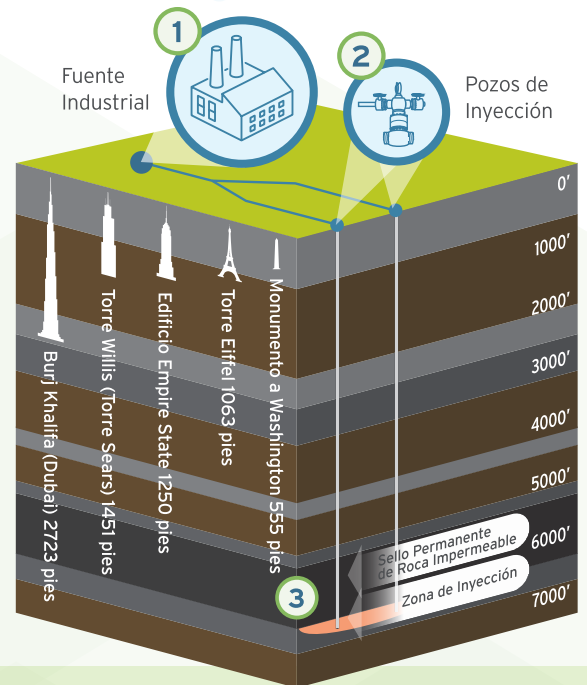 1
Fuente
Industrial
2
Pozos de
Inyección
0'
1000'
2000'
3000'
4000'
5000'
6000'
7000'
Burj Khalifa (Dubai) 2723 pies
Torre Willis (Torre Sears) 1451 pies
Edificio Empire State 1250 pies
Torre Eiffel 1063 pies
Monumento a Washington 555 pies
Sello Permanente
de Roca Impermeable
Zona de Inyección
3